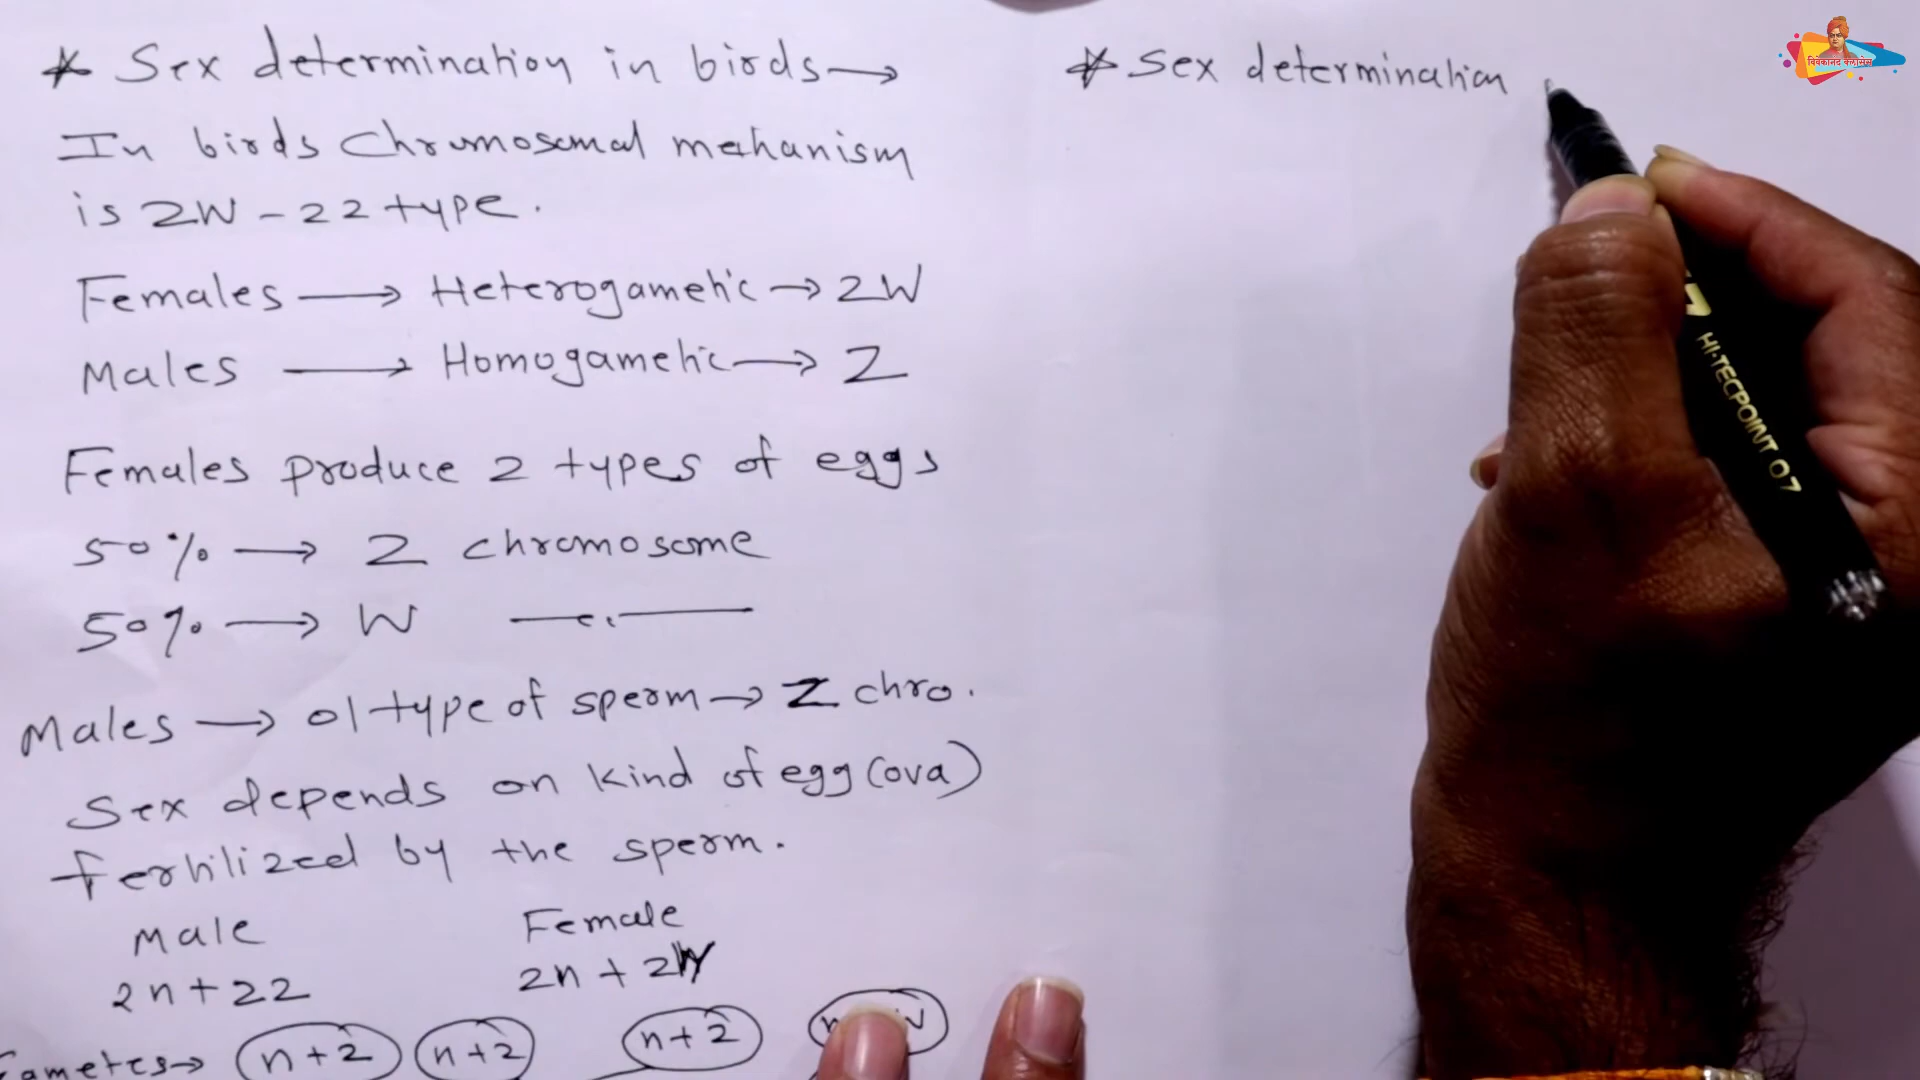 * Sex determination in birds →
In birds Chromosomal mehanism
is ZW - ZZ type.
Females → Heterogametic → ZW
Males → Homogametic → Z
Females produce 2 types of eggs
50% → Z chromosome
50% → W —"—
Males → 01 type of sperm → Z chro.
Sex depends on kind of egg (ova)
fertilized by the sperm.
Male Female
2n + ZZ 2n + ZW
Gametes → n+Z n+Z n+Z
* Sex determination
विवेकानंद क्लासेस
HI-TECPOINT 07